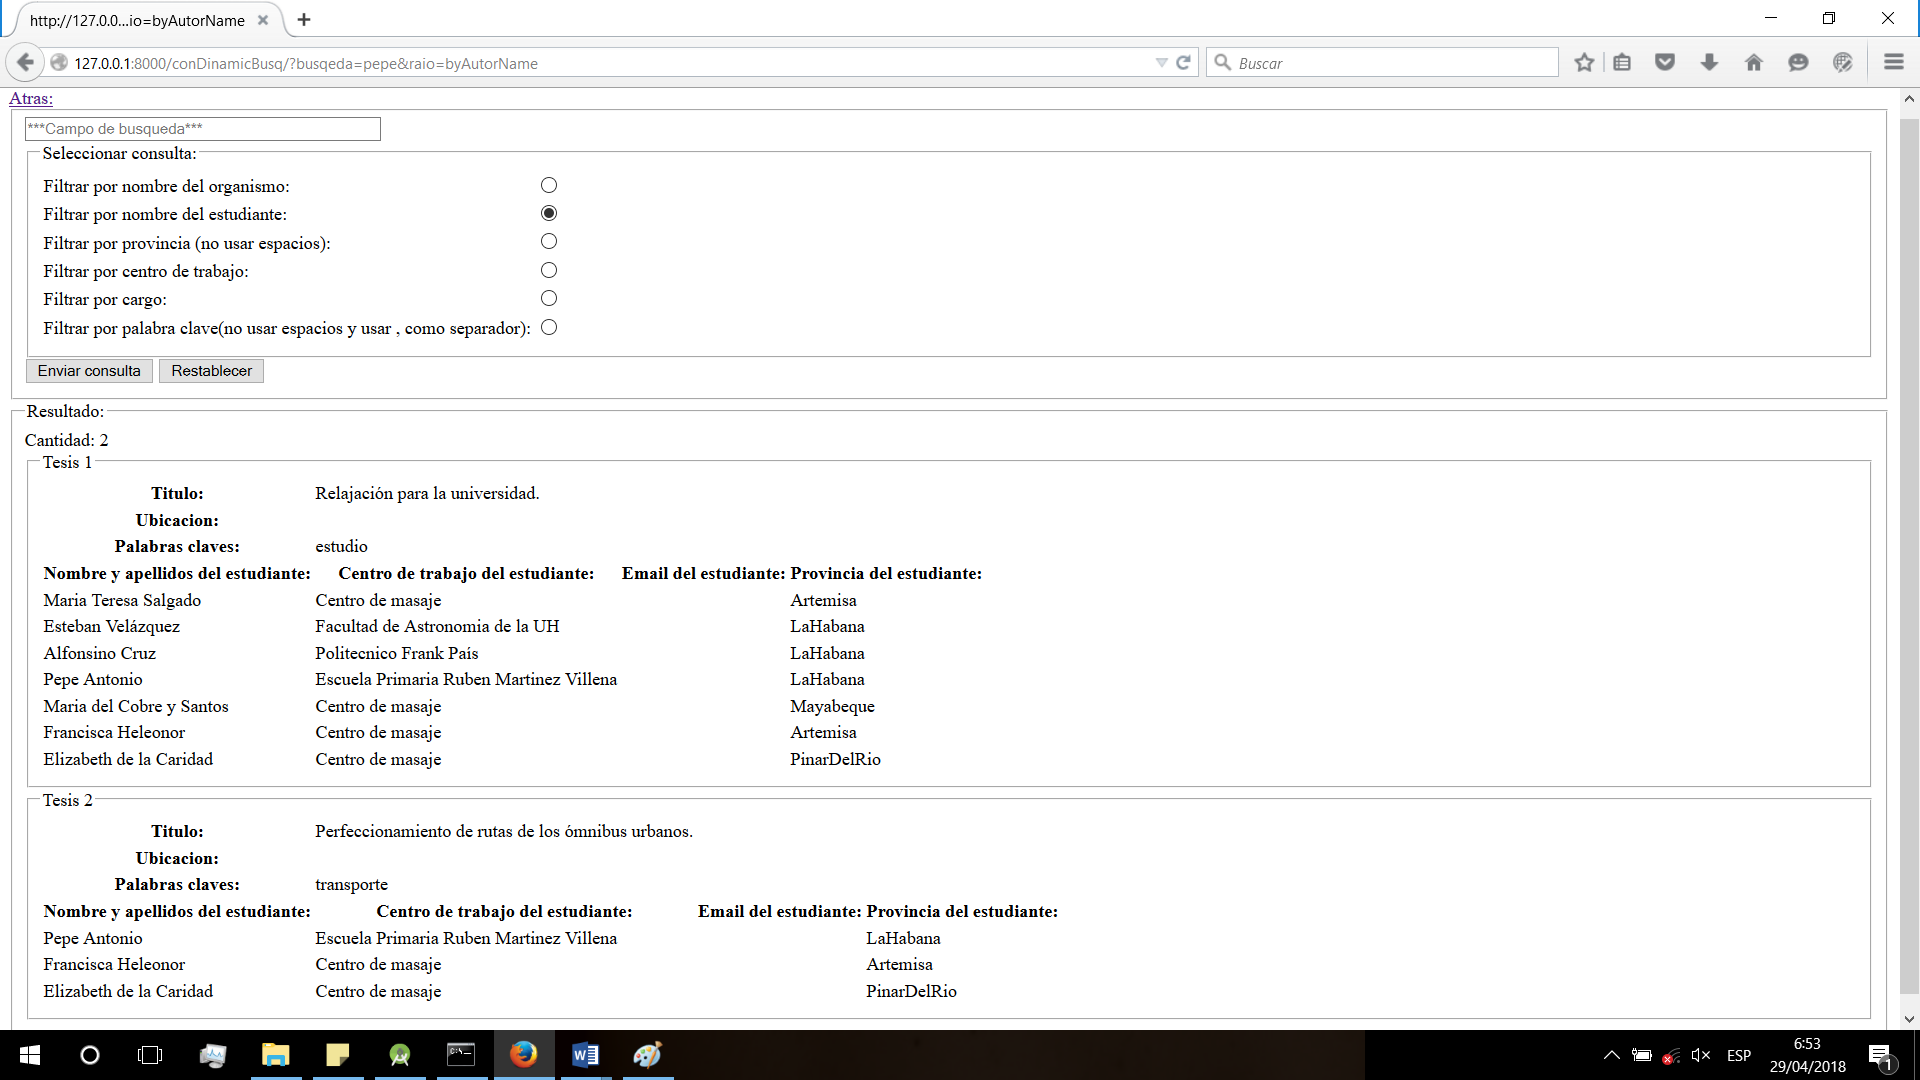 http://127.0.0...io=byAutorName
127.0.0.1:8000/conDinamicBusq/?busqeda=pepe&raio=byAutorName
Buscar
Atras:
***Campo de busqueda***
Seleccionar consulta:
Filtrar por nombre del organismo:
Filtrar por nombre del estudiante:
Filtrar por provincia (no usar espacios):
Filtrar por centro de trabajo:
Filtrar por cargo:
Filtrar por palabra clave(no usar espacios y usar , como separador):
Enviar consulta Restablecer
Resultado:
Cantidad: 2
Tesis 1
Titulo: Relajación para la universidad.
Ubicacion:
Palabras claves: estudio
Nombre y apellidos del estudiante: Centro de trabajo del estudiante: Email del estudiante: Provincia del estudiante:
Maria Teresa Salgado Centro de masaje Artemisa
Esteban Velázquez Facultad de Astronomia de la UH LaHabana
Alfonsino Cruz Politecnico Frank País LaHabana
Pepe Antonio Escuela Primaria Ruben Martinez Villena LaHabana
Maria del Cobre y Santos Centro de masaje Mayabeque
Francisca Heleonor Centro de masaje Artemisa
Elizabeth de la Caridad Centro de masaje PinarDelRio
Tesis 2
Titulo: Perfeccionamiento de rutas de los ómnibus urbanos.
Ubicacion:
Palabras claves: transporte
Nombre y apellidos del estudiante: Centro de trabajo del estudiante: Email del estudiante: Provincia del estudiante:
Pepe Antonio Escuela Primaria Ruben Martinez Villena LaHabana
Francisca Heleonor Centro de masaje Artemisa
Elizabeth de la Caridad Centro de masaje PinarDelRio
ESP
6:53
29/04/2018
1